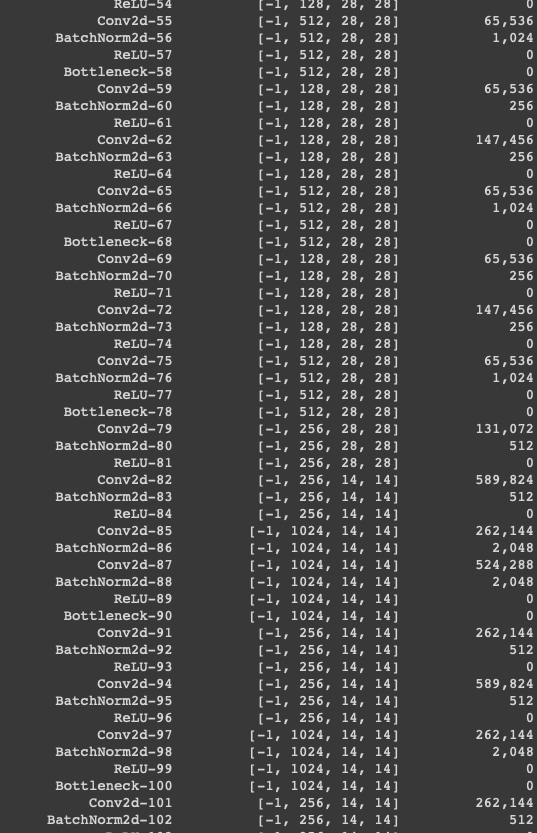 ReLU-54 [-1, 128, 28, 28] 0
Conv2d-55 [-1, 512, 28, 28] 65,536
BatchNorm2d-56 [-1, 512, 28, 28] 1,024
ReLU-57 [-1, 512, 28, 28] 0
Bottleneck-58 [-1, 512, 28, 28] 0
Conv2d-59 [-1, 128, 28, 28] 65,536
BatchNorm2d-60 [-1, 128, 28, 28] 256
ReLU-61 [-1, 128, 28, 28] 0
Conv2d-62 [-1, 128, 28, 28] 147,456
BatchNorm2d-63 [-1, 128, 28, 28] 256
ReLU-64 [-1, 128, 28, 28] 0
Conv2d-65 [-1, 512, 28, 28] 65,536
BatchNorm2d-66 [-1, 512, 28, 28] 1,024
ReLU-67 [-1, 512, 28, 28] 0
Bottleneck-68 [-1, 512, 28, 28] 0
Conv2d-69 [-1, 128, 28, 28] 65,536
BatchNorm2d-70 [-1, 128, 28, 28] 256
ReLU-71 [-1, 128, 28, 28] 0
Conv2d-72 [-1, 128, 28, 28] 147,456
BatchNorm2d-73 [-1, 128, 28, 28] 256
ReLU-74 [-1, 128, 28, 28] 0
Conv2d-75 [-1, 512, 28, 28] 65,536
BatchNorm2d-76 [-1, 512, 28, 28] 1,024
ReLU-77 [-1, 512, 28, 28] 0
Bottleneck-78 [-1, 512, 28, 28] 0
Conv2d-79 [-1, 256, 28, 28] 131,072
BatchNorm2d-80 [-1, 256, 28, 28] 512
ReLU-81 [-1, 256, 28, 28] 0
Conv2d-82 [-1, 256, 14, 14] 589,824
BatchNorm2d-83 [-1, 256, 14, 14] 512
ReLU-84 [-1, 256, 14, 14] 0
Conv2d-85 [-1, 1024, 14, 14] 262,144
BatchNorm2d-86 [-1, 1024, 14, 14] 2,048
Conv2d-87 [-1, 1024, 14, 14] 524,288
BatchNorm2d-88 [-1, 1024, 14, 14] 2,048
ReLU-89 [-1, 1024, 14, 14] 0
Bottleneck-90 [-1, 1024, 14, 14] 0
Conv2d-91 [-1, 256, 14, 14] 262,144
BatchNorm2d-92 [-1, 256, 14, 14] 512
ReLU-93 [-1, 256, 14, 14] 0
Conv2d-94 [-1, 256, 14, 14] 589,824
BatchNorm2d-95 [-1, 256, 14, 14] 512
ReLU-96 [-1, 256, 14, 14] 0
Conv2d-97 [-1, 1024, 14, 14] 262,144
BatchNorm2d-98 [-1, 1024, 14, 14] 2,048
ReLU-99 [-1, 1024, 14, 14] 0
Bottleneck-100 [-1, 1024, 14, 14] 0
Conv2d-101 [-1, 256, 14, 14] 262,144
BatchNorm2d-102 [-1, 256, 14, 14] 512